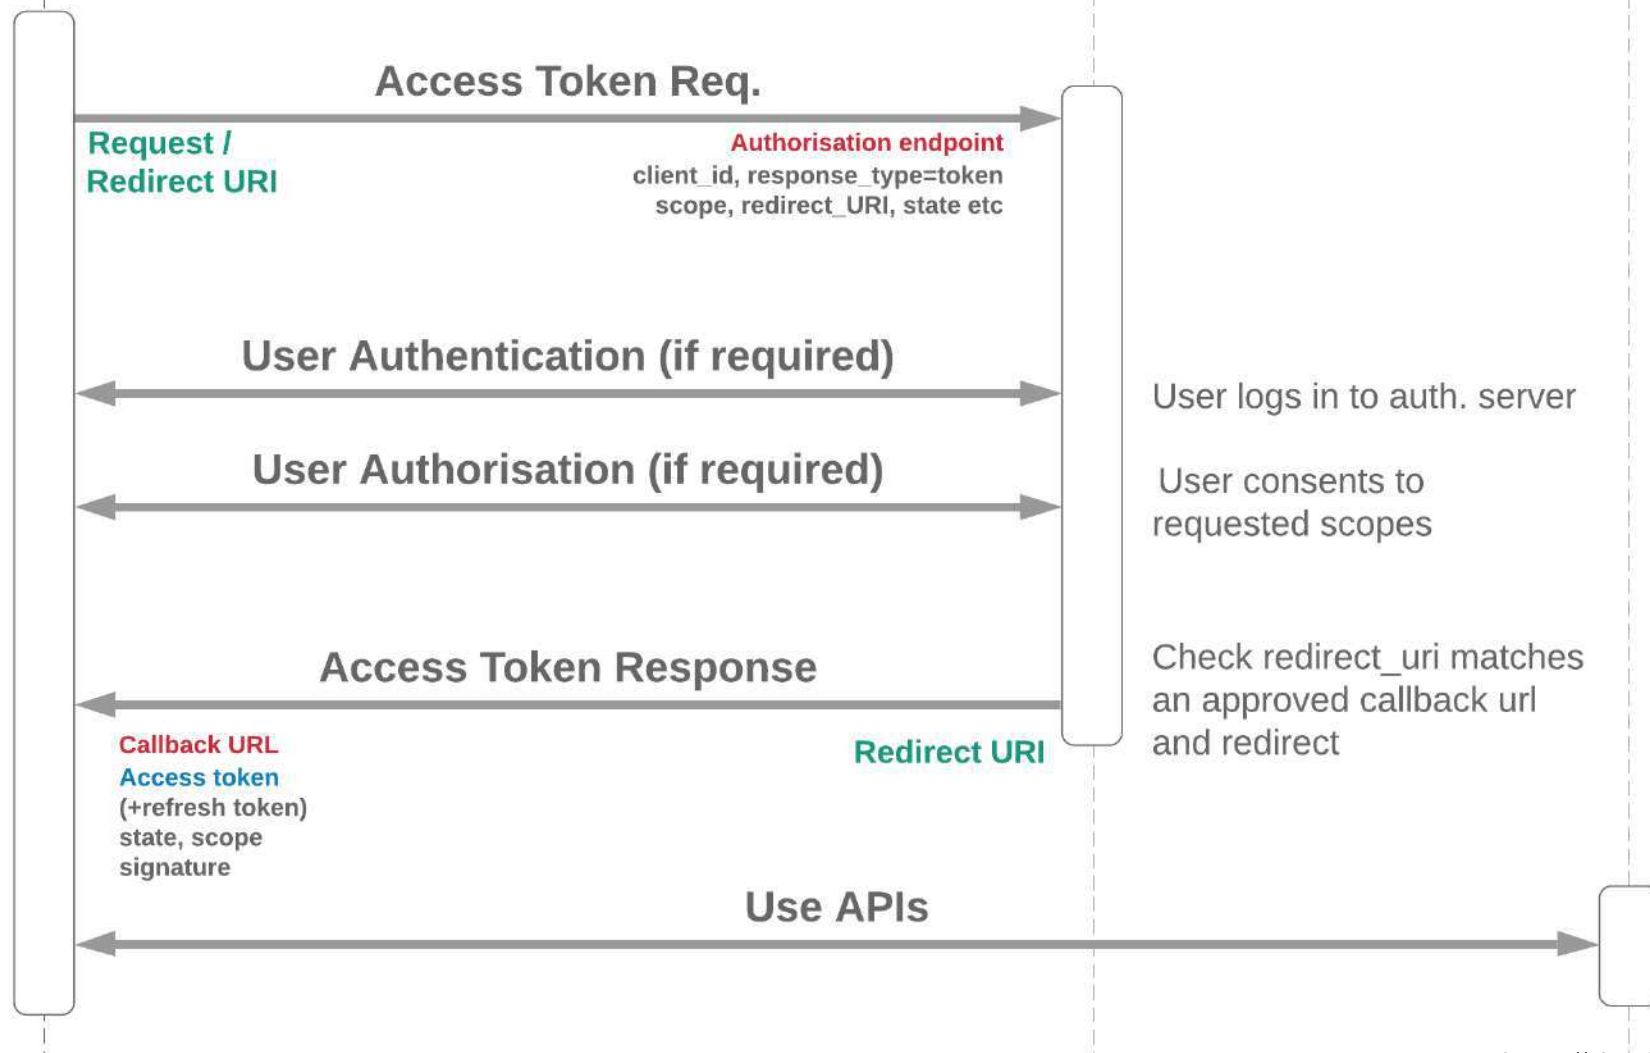 Access Token Req.
Request /
Redirect URI
Authorisation endpoint
client_id, response_type=token
scope, redirect_URI, state etc
User Authentication (if required)
User logs in to auth. server
User Authorisation (if required)
User consents to
requested scopes
Access Token Response
Check redirect_uri matches
an approved callback url
and redirect
Callback URL
Access token
(+refresh token)
state, scope
signature
Redirect URI
Use APIs